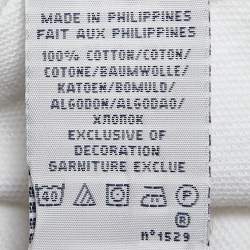 MADE IN PHILIPPINES
FAIT AUX PHILIPPINES
100% COTTON/COTON/
COTONE/BAUMWOLLE/
KATOEN/BOMULD/
ALGODON/ALGODAO/
ХЛОПОК
EXCLUSIVE OF
DECORATION
GARNITURE EXCLUE
40 P
®
n°1529